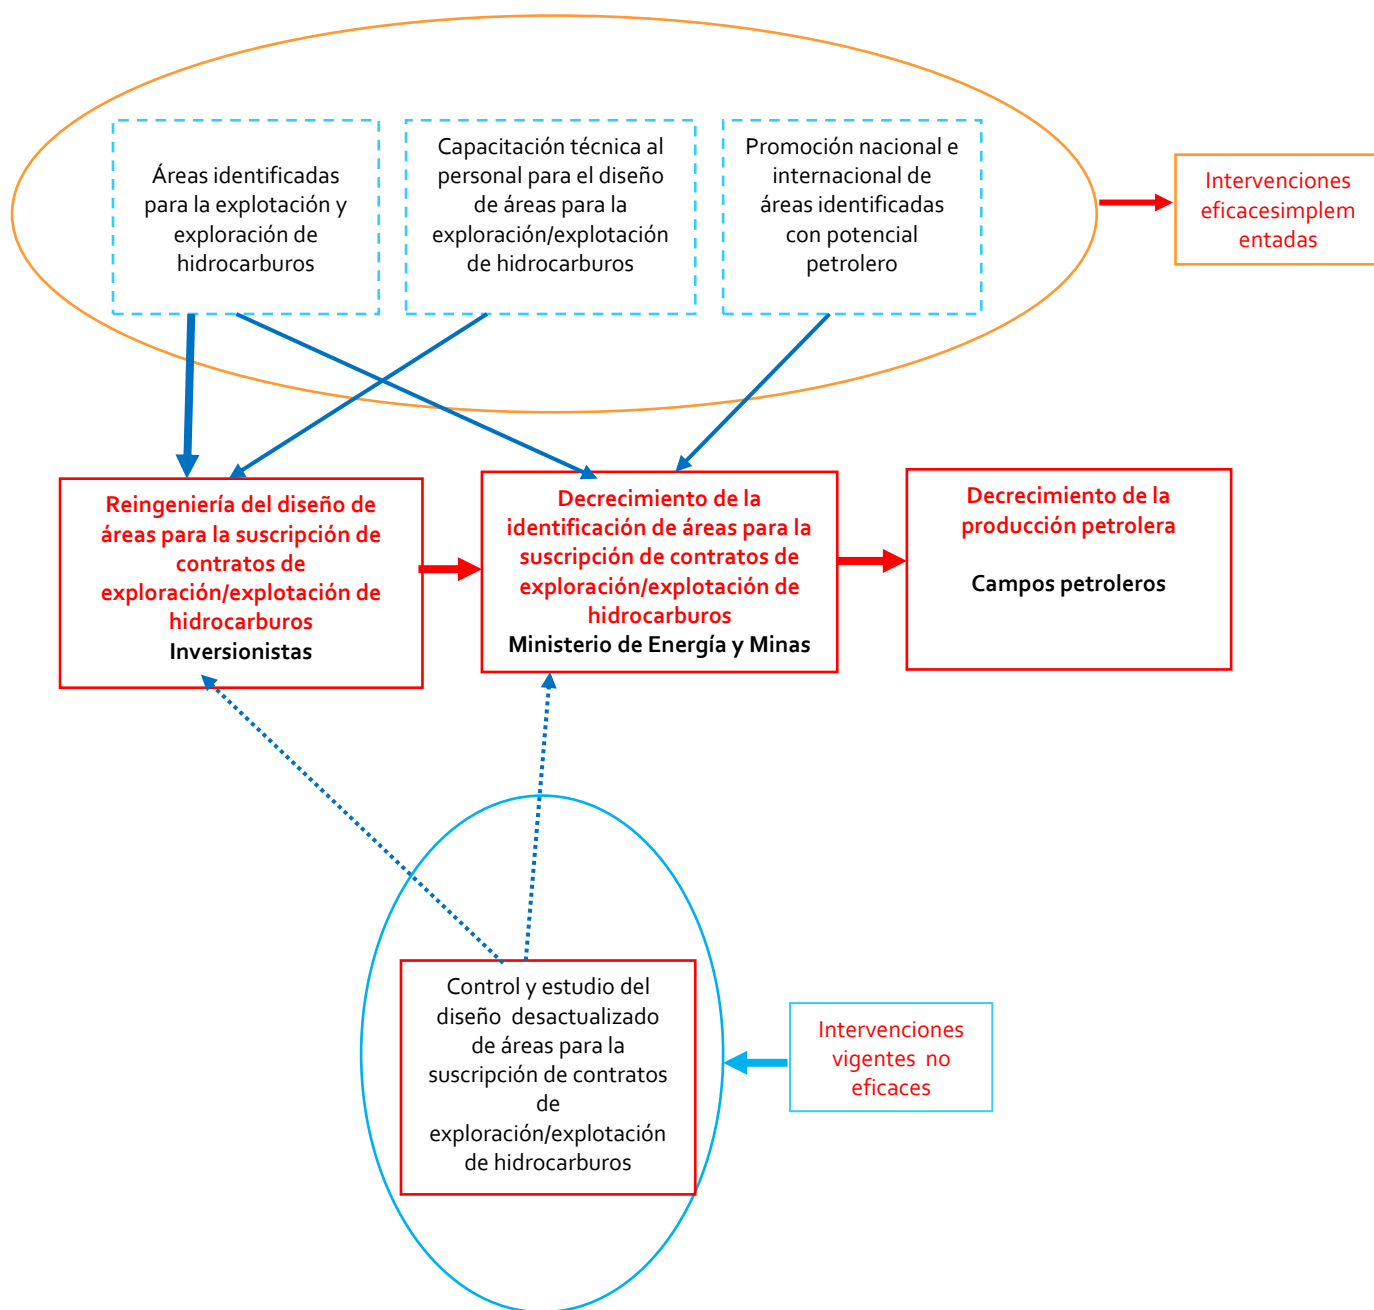 Áreas identificadas
para la explotación y
exploración de
hidrocarburos
Capacitación técnica al
personal para el diseño
de áreas para la
exploración/explotación
de hidrocarburos
Promoción nacional e
internacional de
áreas identificadas
con potencial
petrolero
Intervenciones
eficacesimplem
entadas
Reingeniería del diseño de
áreas para la suscripción de
contratos de
exploración/explotación de
hidrocarburos
Inversionistas
Decrecimiento de la
identificación de áreas para la
suscripción de contratos de
exploración/explotación de
hidrocarburos
Ministerio de Energía y Minas
Decrecimiento de la
producción petrolera
Campos petroleros
Control y estudio del
diseño desactualizado
de áreas para la
suscripción de contratos
de
exploración/explotación
de hidrocarburos
Intervenciones
vigentes no
eficaces